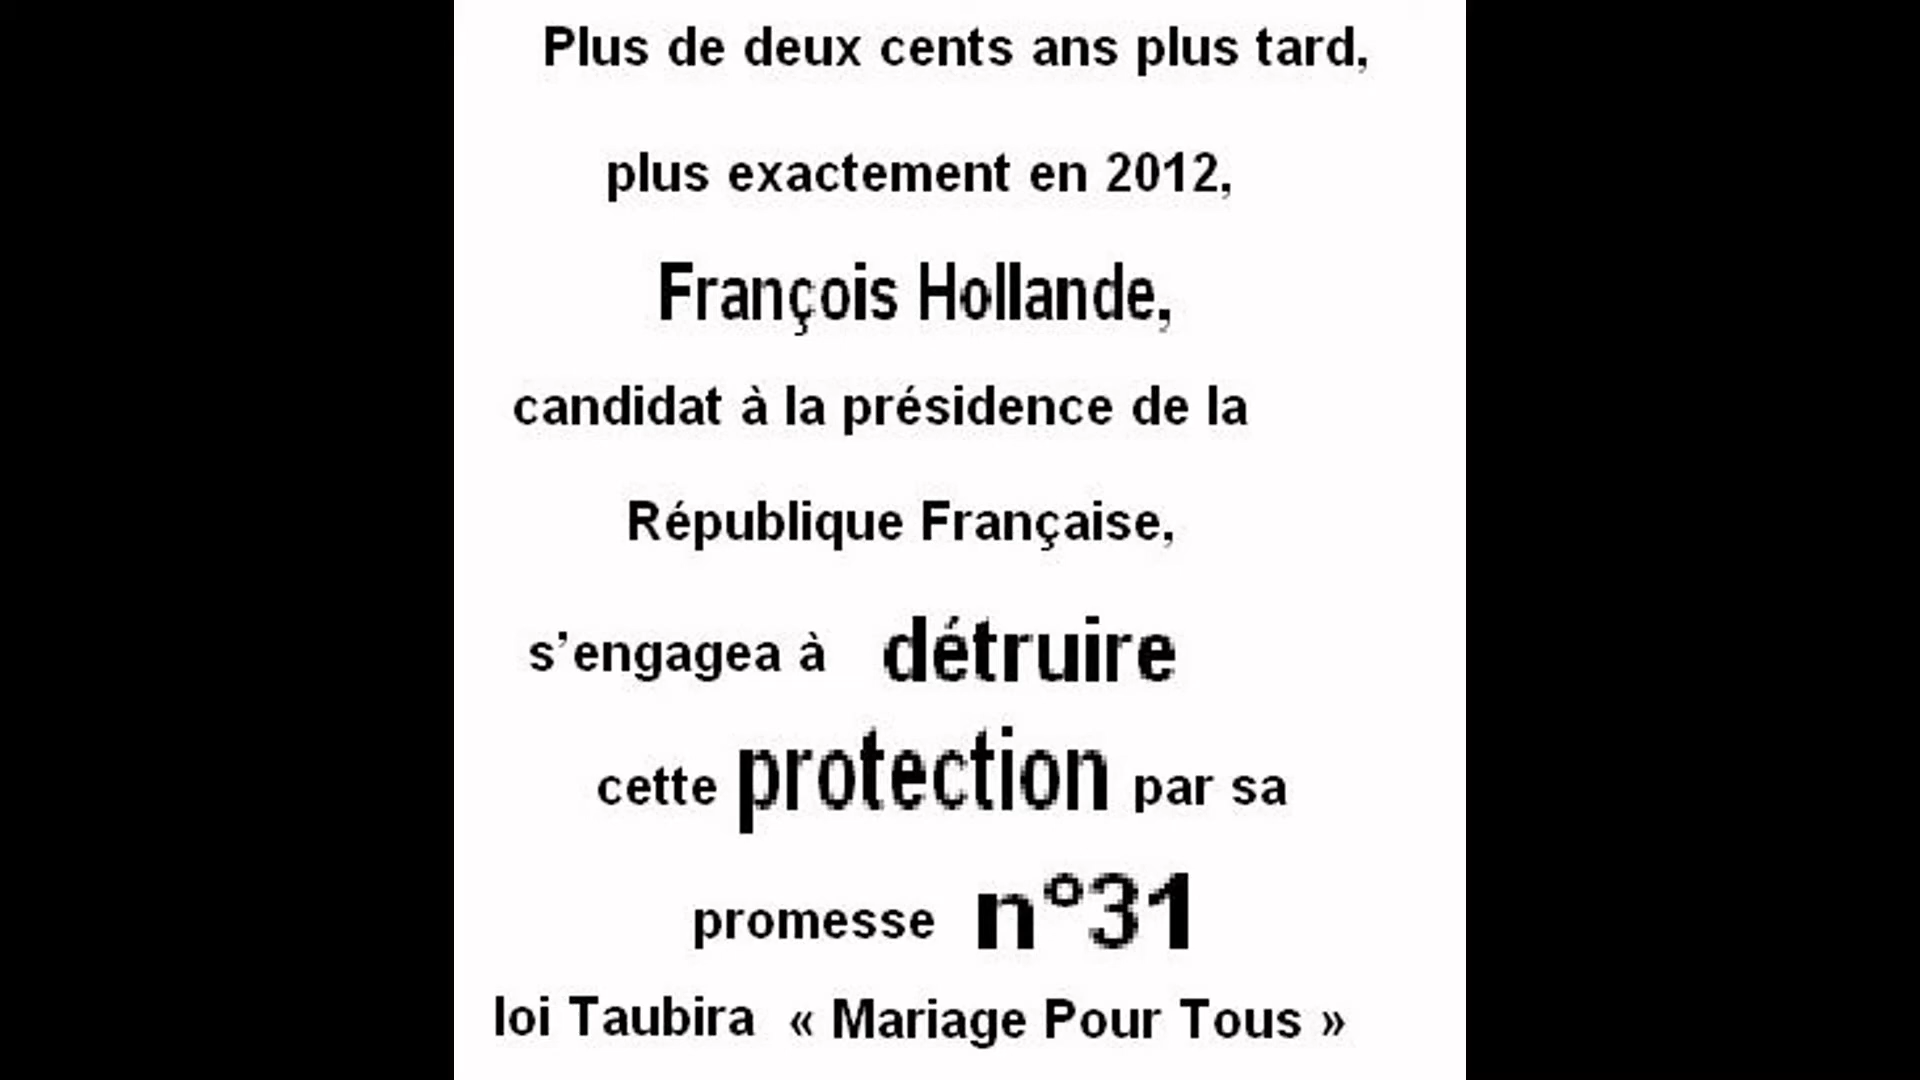 Plus de deux cents ans plus tard,
plus exactement en 2012,
François Hollande,
candidat à la présidence de la
République Française,
s’engagea à détruire
cette protection par sa
promesse n°31
loi Taubira « Mariage Pour Tous »